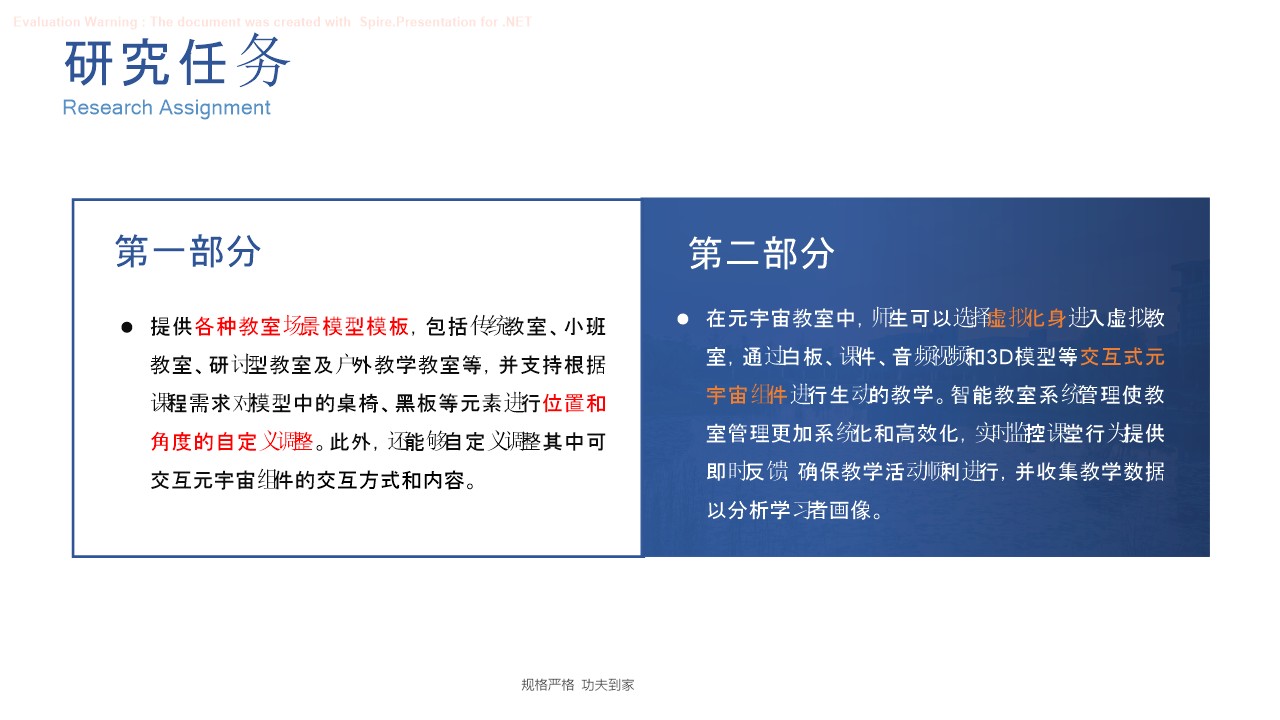 Evaluation Warning : The document was created with Spire.Presentation for .NET
研究任务
Research Assignment
第一部分
● 提供各种教室场景模型模板，包括传统教室、小班
教室、研讨型教室及户外教学教室等，并支持根据
课程需求对模型中的桌椅、黑板等元素进行位置和
角度的自定义调整。此外，还能够自定义调整其中可
交互元宇宙组件的交互方式和内容。
第二部分
● 在元宇宙教室中，师生可以选择虚拟化身进入虚拟教
室，通过白板、课件、音频视频和3D模型等交互式元
宇宙组件进行生动的教学。智能教室系统管理使教
室管理更加系统化和高效化，实时监控课堂行为提供
即时反馈，确保教学活动顺利进行，并收集教学数据
以分析学习者画像。
规格严格 功夫到家